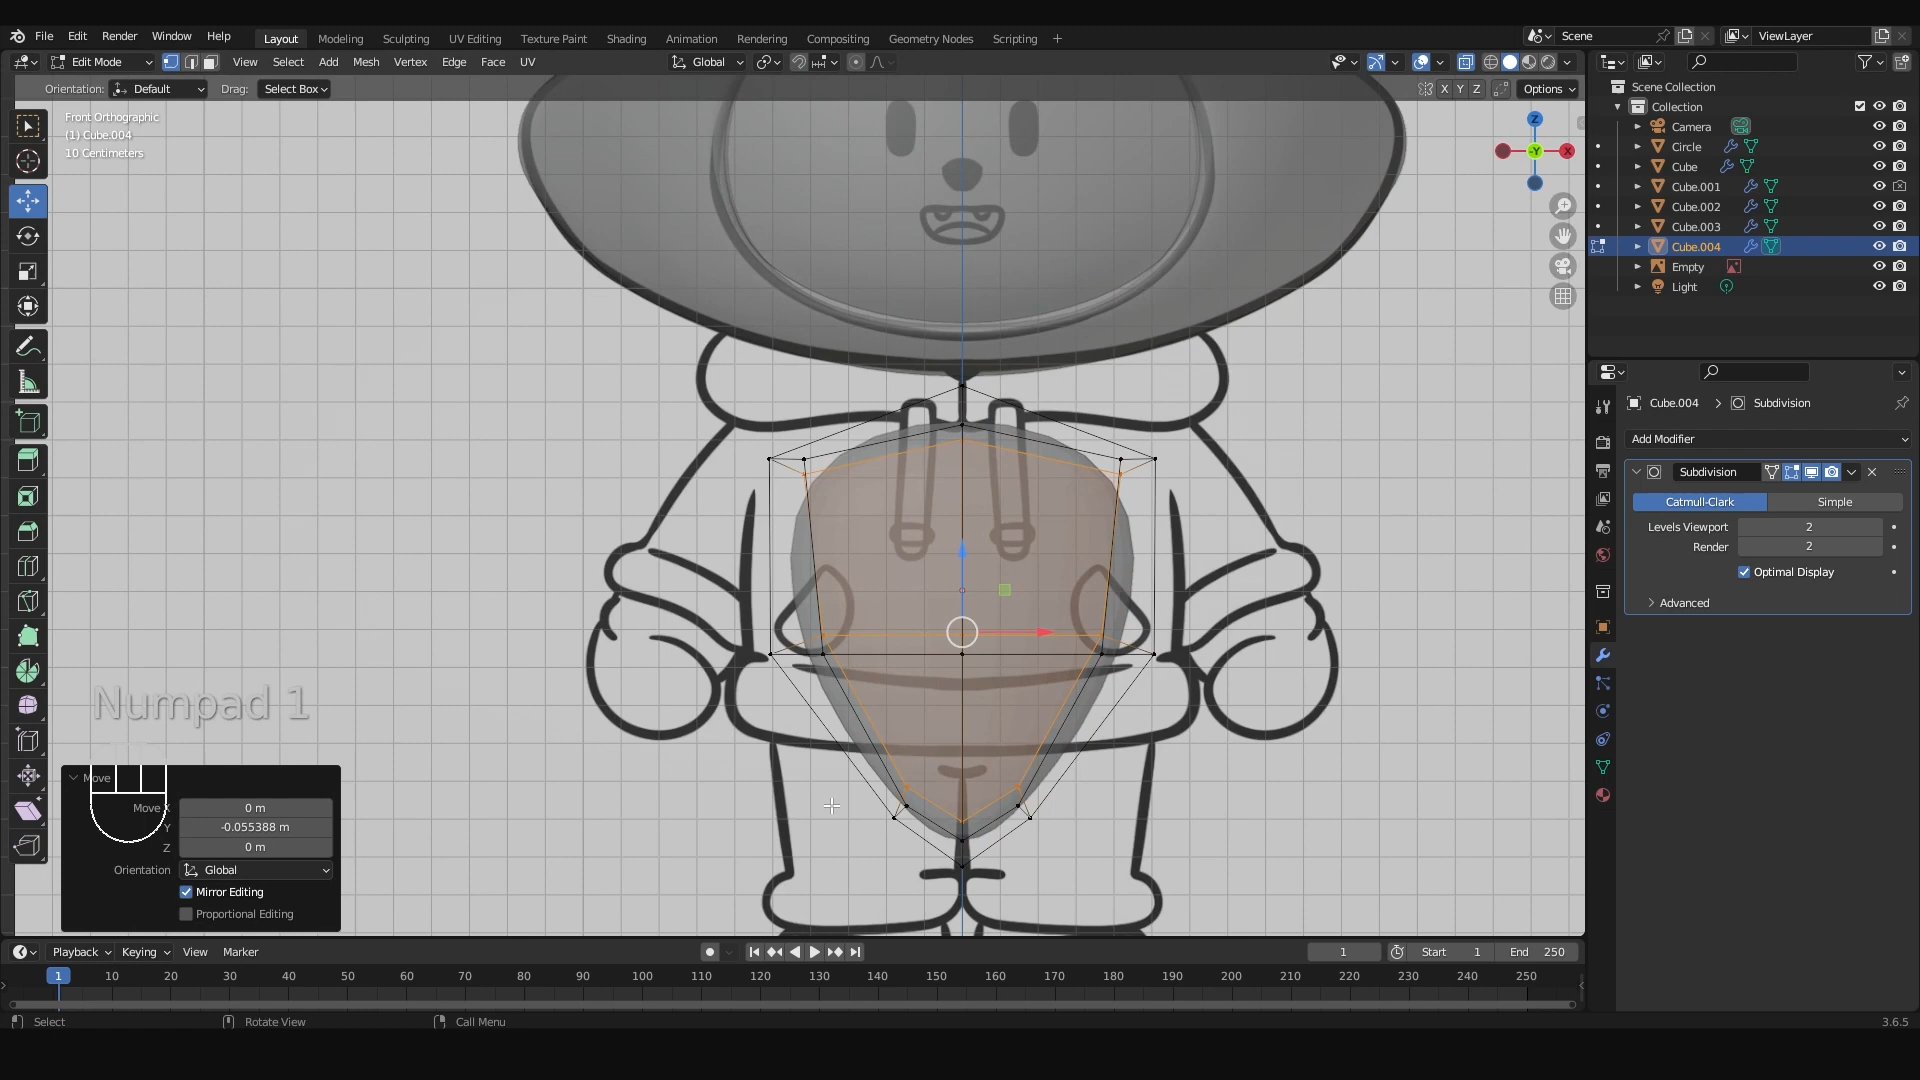 File Edit Render Window Help Layout Modeling Sculpting UV Editing Texture Paint Shading Animation Rendering Compositing Geometry Nodes Scripting + Scene ViewLayer
Edit Mode View Select Add Mesh Vertex Edge Face UV Global
Orientation: Default Drag: Select Box X Y Z Options
Front Orthographic
(1) Cube.004
10 Centimeters
Z
-Y
X
Scene Collection
Collection
Camera
Circle
Cube
Cube.001
Cube.002
Cube.003
Cube.004
Empty
Light
Cube.004 > Subdivision
Add Modifier
Subdivision
Catmull-Clark Simple
Levels Viewport 2
Render 2
Optimal Display
Advanced
Numpad 1
Move
Move X 0 m
Y -0.055388 m
Z 0 m
Orientation Global
Mirror Editing
Proportional Editing
Playback Keying View Marker 1 Start 1 End 250
1 10 20 30 40 50 60 70 80 90 100 110 120 130 140 150 160 170 180 190 200 210 220 230 240 250
Select Rotate View Call Menu 3.6.5